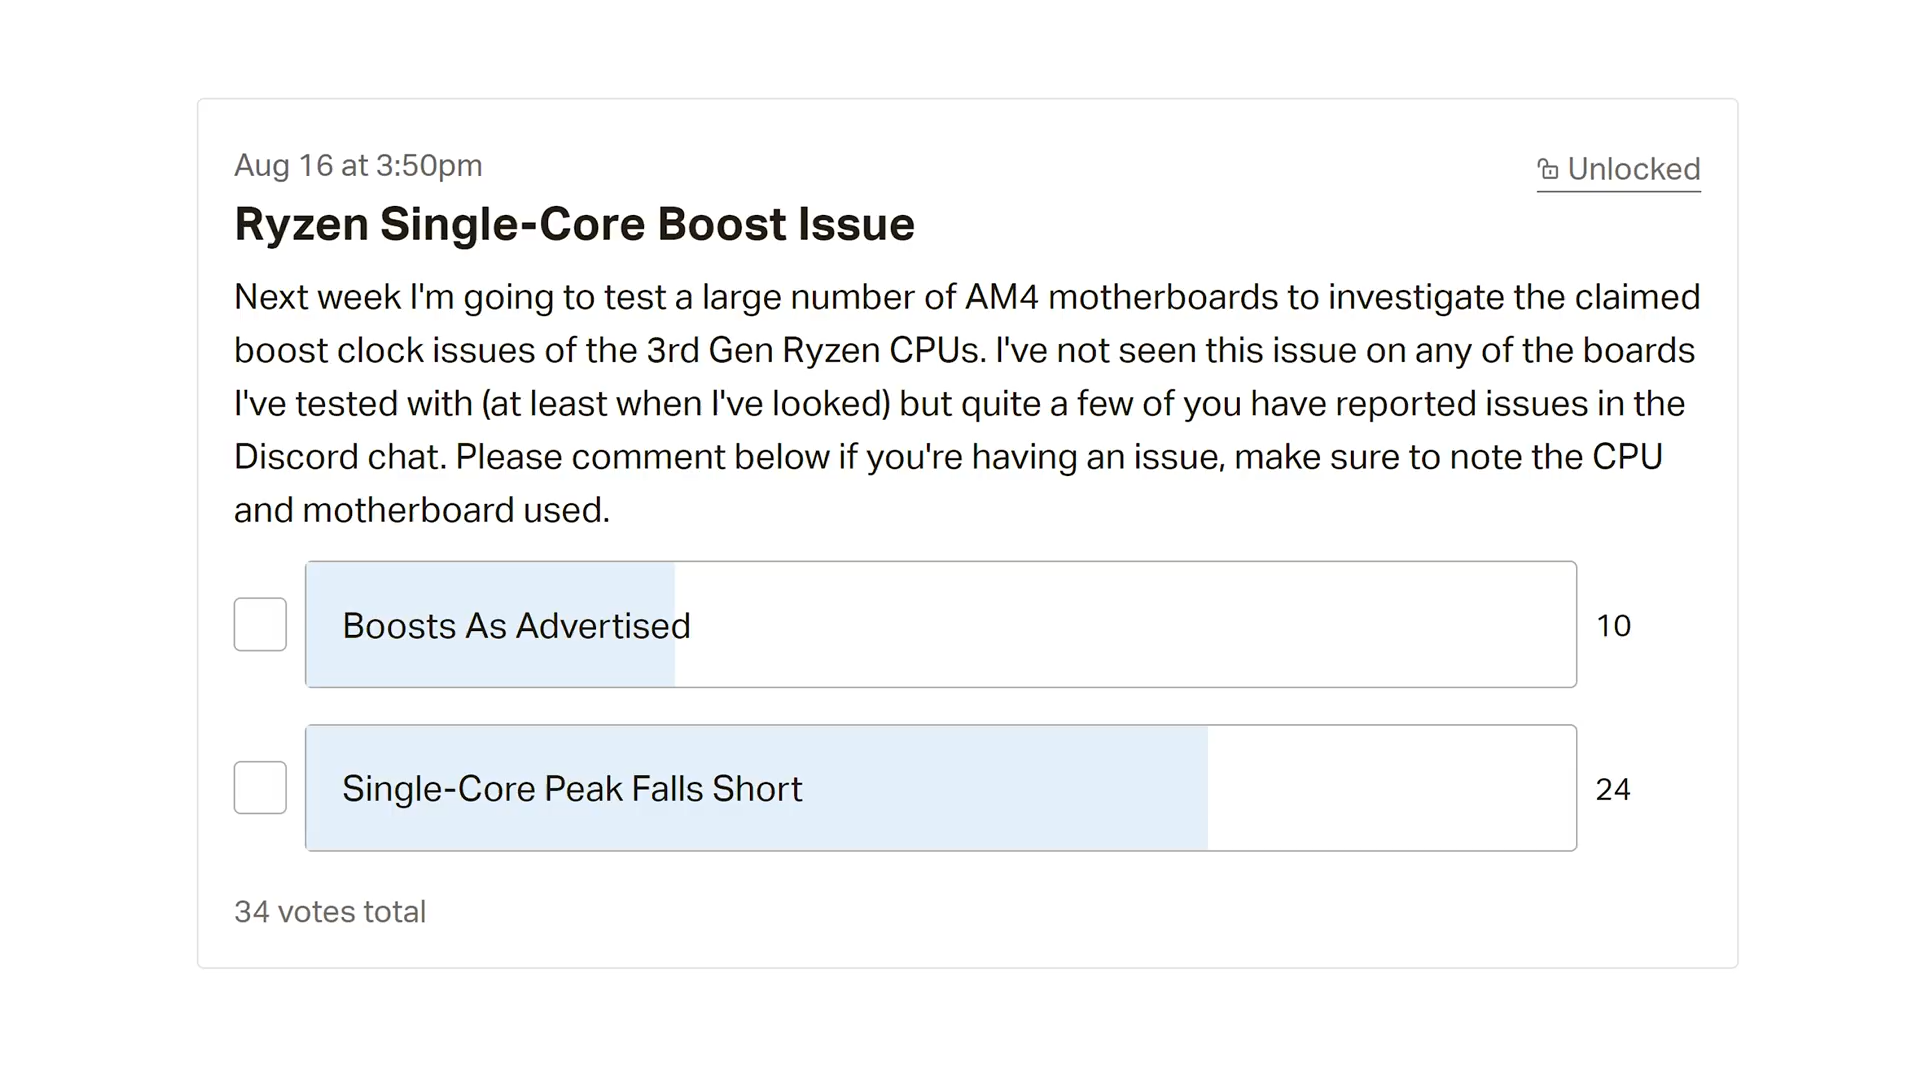 Aug 16 at 3:50pm
Unlocked
Ryzen Single-Core Boost Issue
Next week I'm going to test a large number of AM4 motherboards to investigate the claimed
boost clock issues of the 3rd Gen Ryzen CPUs. I've not seen this issue on any of the boards
I've tested with (at least when I've looked) but quite a few of you have reported issues in the
Discord chat. Please comment below if you're having an issue, make sure to note the CPU
and motherboard used.
Boosts As Advertised 10
Single-Core Peak Falls Short 24
34 votes total